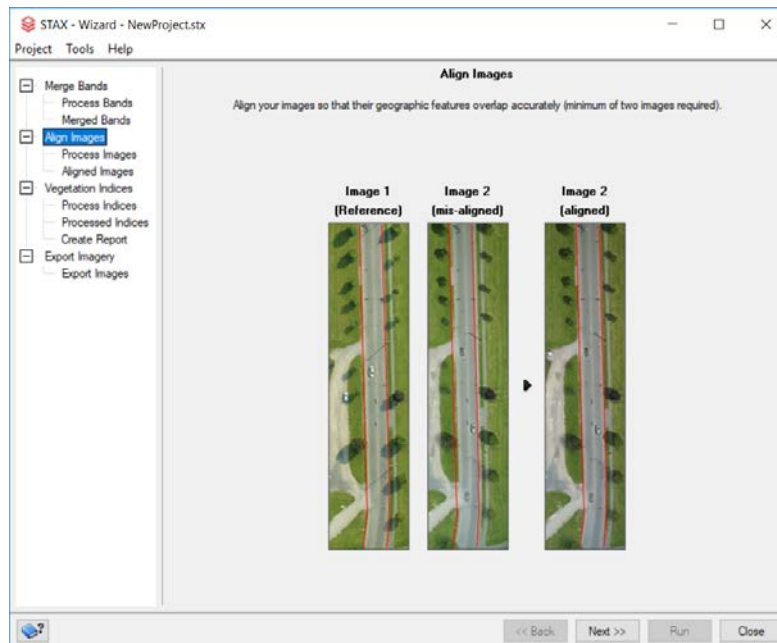 STAX - Wizard - NewProject.stx
Project Tools Help
Merge Bands
Process Bands
Merged Bands
Align Images
Process Images
Aligned Images
Vegetation Indices
Process Indices
Processed Indices
Create Report
Export Imagery
Export Images
Align Images
Align your images so that their geographic features overlap accurately (minimum of two images required).
Image 1
(Reference)
Image 2
(mis-aligned)
Image 2
(aligned)
<< Back Next >> Run Close